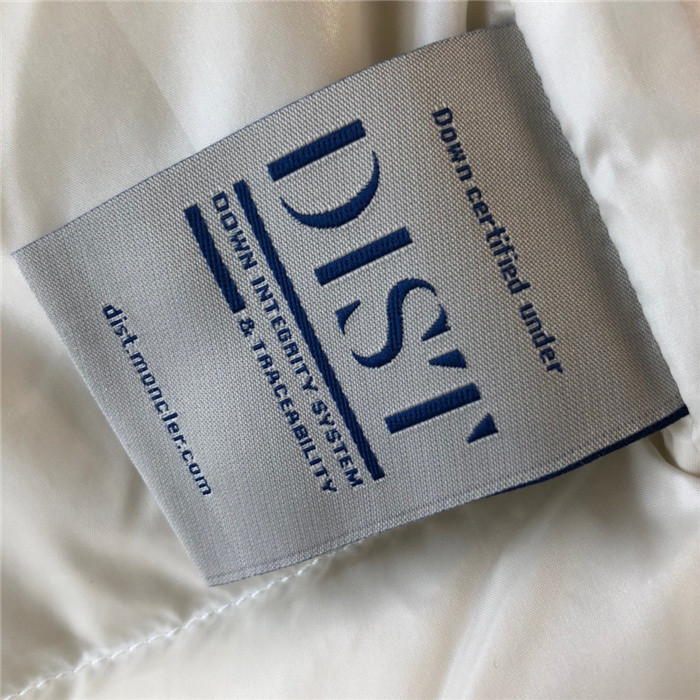 Down certified under
DIST
DOWN INTEGRITY SYSTEM
& TRACEABILITY
dist.moncler.com